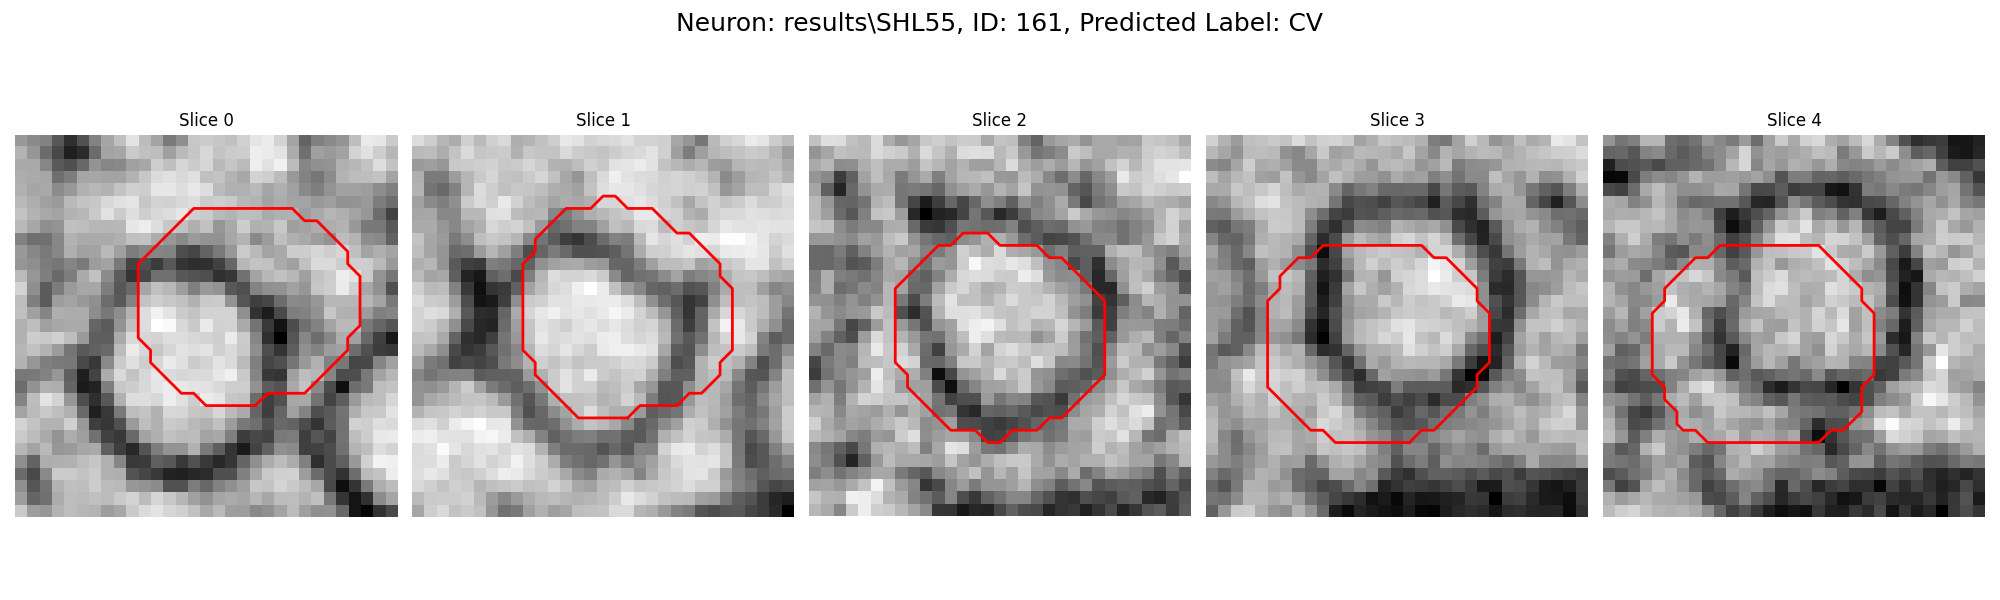 Neuron: results\SHL55, ID: 161, Predicted Label: CV
Slice 0
Slice 1
Slice 2
Slice 3
Slice 4